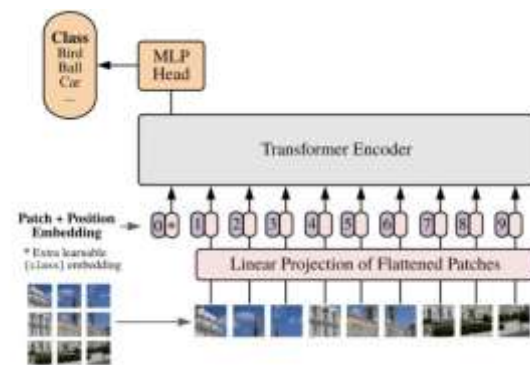 Class
Bird
Ball
Car
...
MLP
Head
Transformer Encoder
Patch + Position
Embedding
0 * 1 2 3 4 5 6 7 8 9
* Extra learnable
[class] embedding
Linear Projection of Flattened Patches